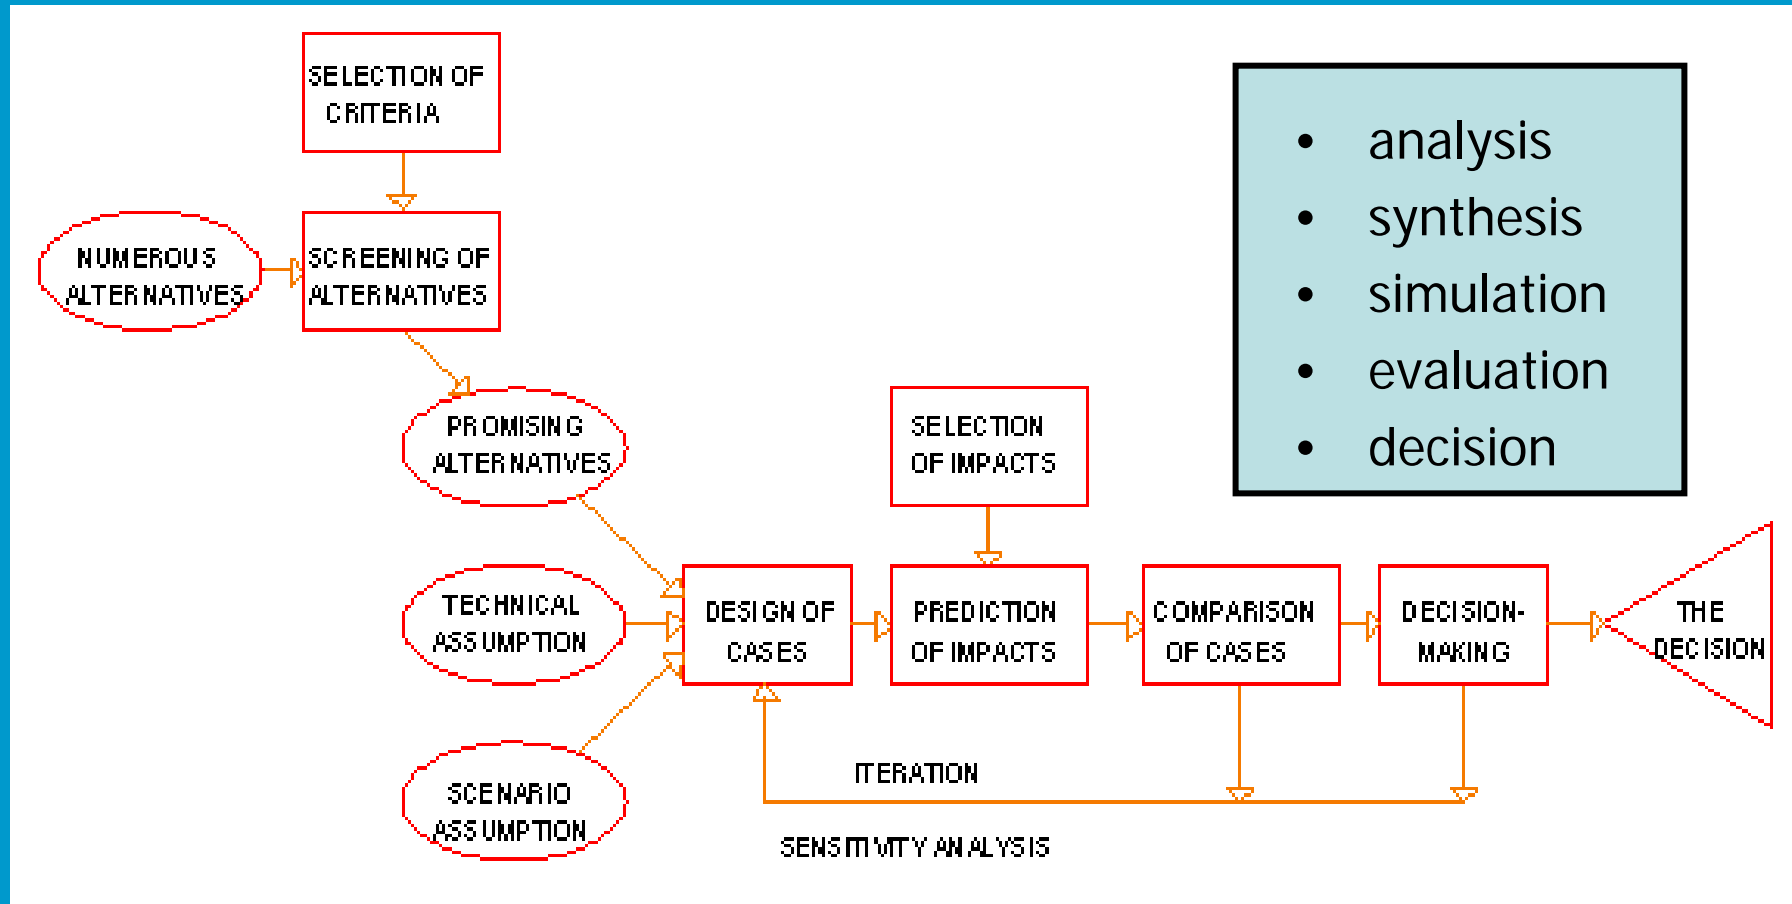 SELECTION OF
CRITERIA
• analysis
• synthesis
• simulation
• evaluation
• decision
NUMEROUS
ALTERNATIVES
SCREENING OF
ALTERNATIVES
PROMISING
ALTERNATIVES
SELECTION
OF IMPACTS
TECHNICAL
ASSUMPTION
DESIGN OF
CASES
PREDICTION
OF IMPACTS
COMPARISON
OF CASES
DECISION-
MAKING
THE
DECISION
SCENARIO
ASSUMPTION
ITERATION
SENSITIVITY ANALYSIS